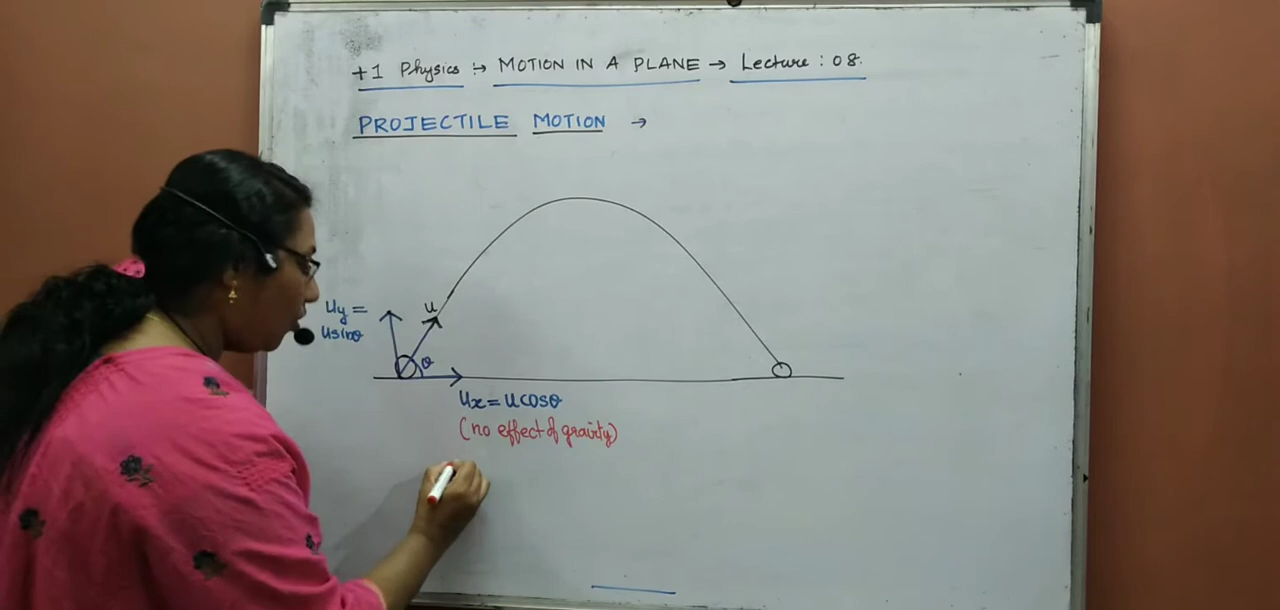 +1 Physics :→ MOTION IN A PLANE → Lecture : 08.
PROJECTILE MOTION →
u
uy =
usinθ
θ
ux = ucosθ
(no effect of gravity)